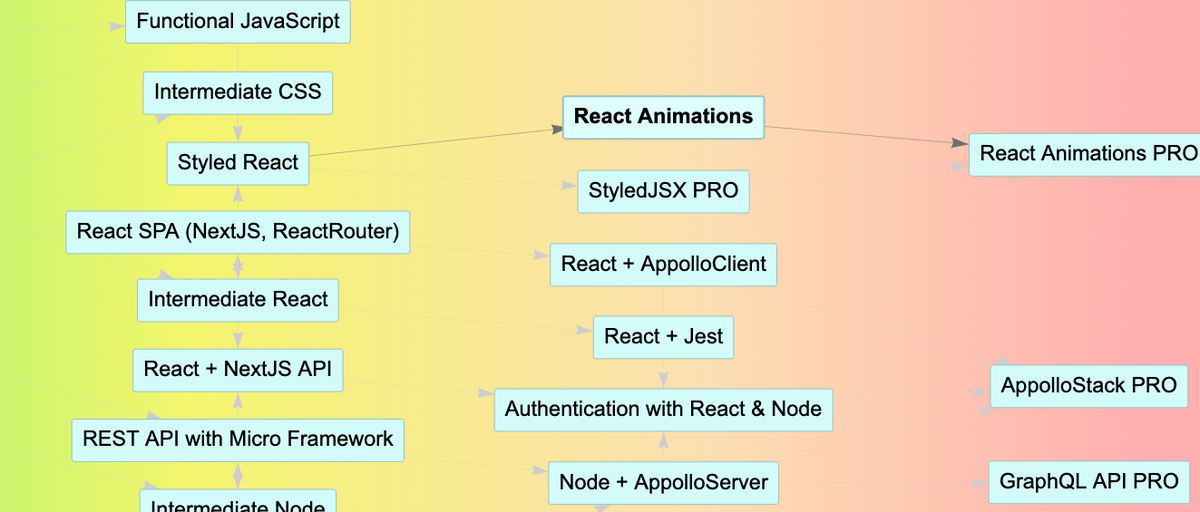 Functional JavaScript
Intermediate CSS
Styled React
React SPA (NextJS, ReactRouter)
Intermediate React
React + NextJS API
REST API with Micro Framework
Intermediate Node
React Animations
StyledJSX PRO
React + AppolloClient
React + Jest
Authentication with React & Node
Node + AppolloServer
React Animations PRO
AppolloStack PRO
GraphQL API PRO